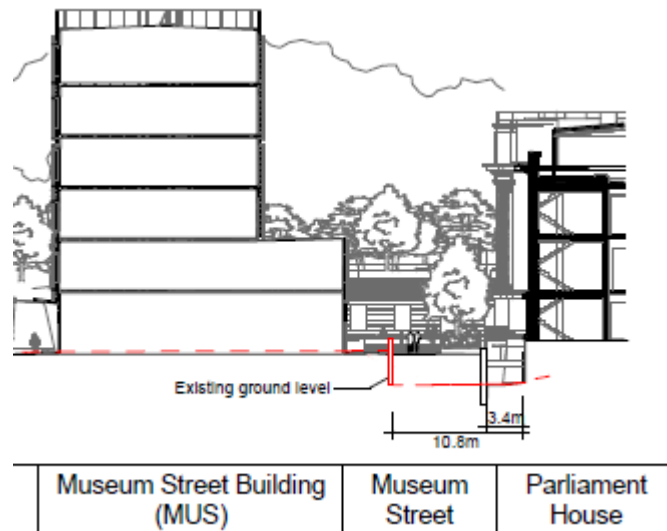 Existing ground level
3.4m
10.8m
Museum Street Building
(MUS)
Museum
Street
Parliament
House